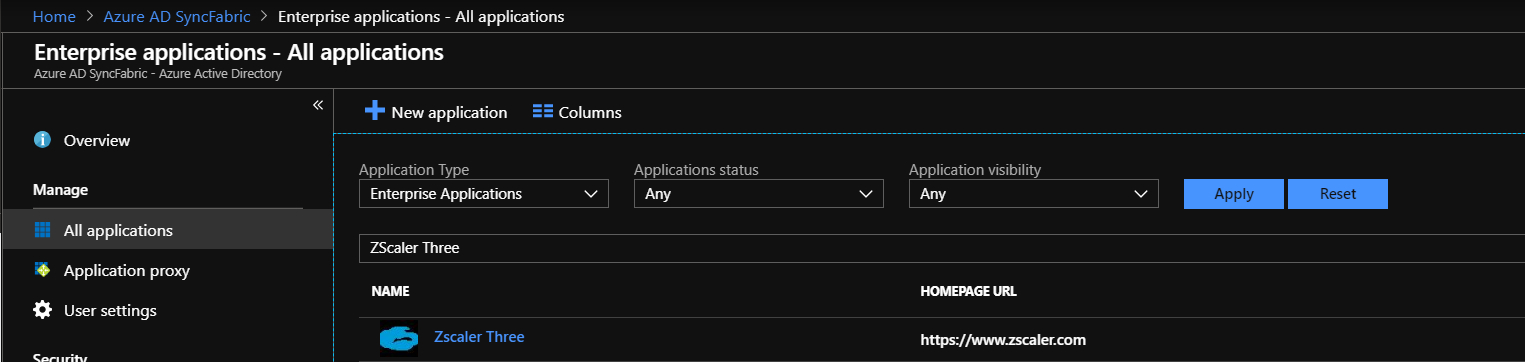 Home > Azure AD SyncFabric > Enterprise applications - All applications
Enterprise applications - All applications
Azure AD SyncFabric - Azure Active Directory
«
Overview
Manage
All applications
Application proxy
User settings
Security
New application Columns
Application Type Applications status Application visibility
Enterprise Applications Any Any Apply Reset
ZScaler Three
NAME HOMEPAGE URL
Zscaler Three https://www.zscaler.com